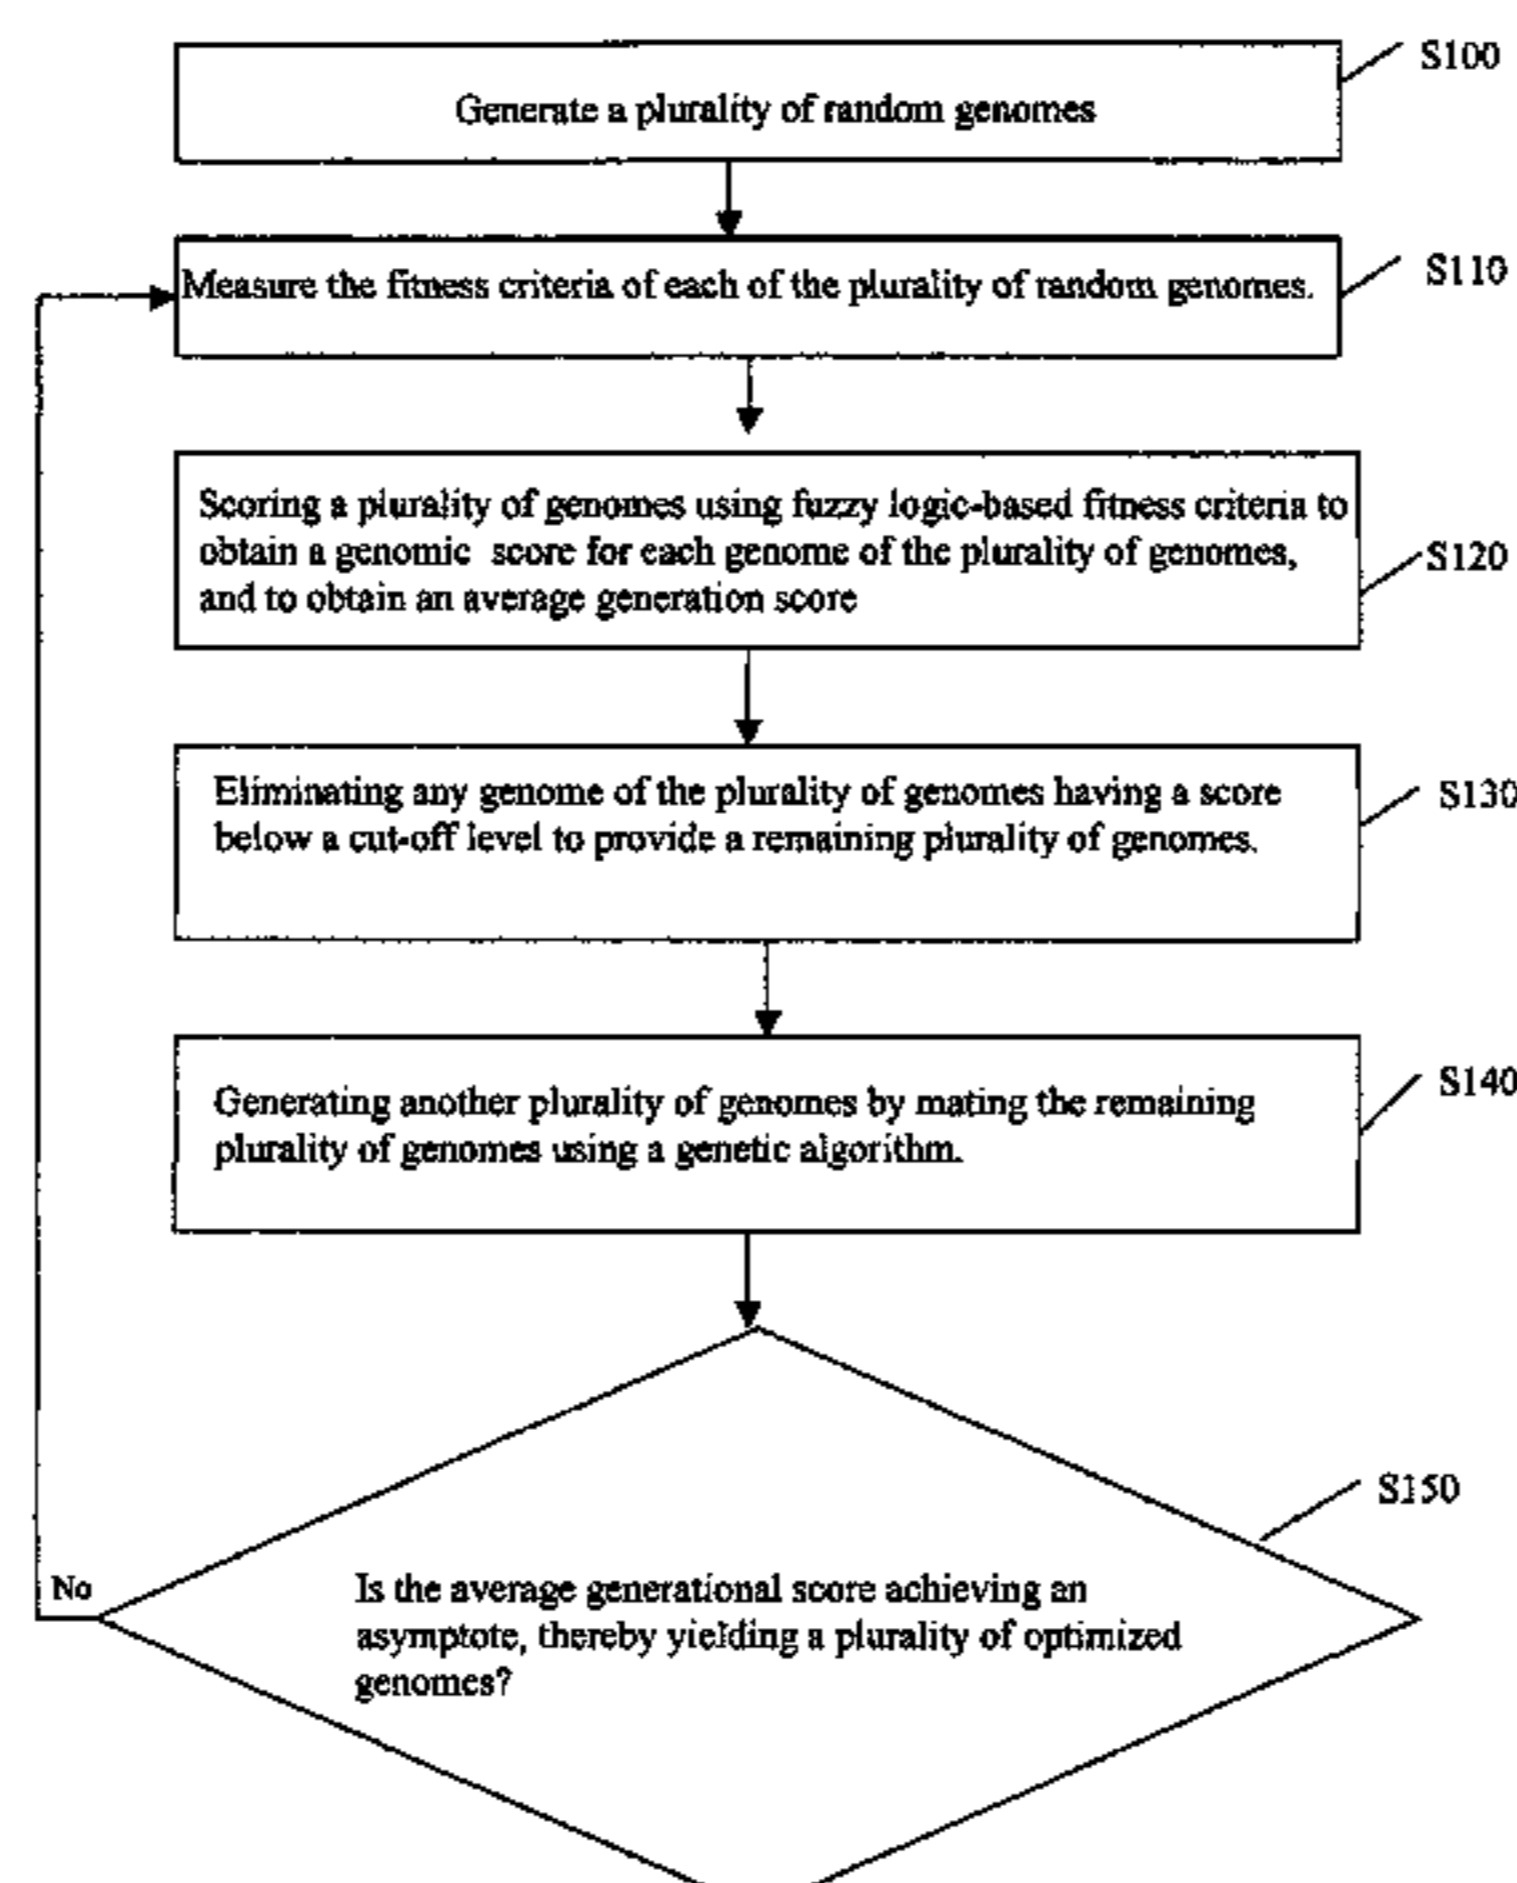 S100
Generate a plurality of random genomes
S110
Measure the fitness criteria of each of the plurality of random genomes.
Scoring a plurality of genomes using fuzzy logic-based fitness criteria to
obtain a genomic score for each genome of the plurality of genomes,
and to obtain an average generation score
S120
Eliminating any genome of the plurality of genomes having a score
below a cut-off level to provide a remaining plurality of genomes.
S130
Generating another plurality of genomes by mating the remaining
plurality of genomes using a genetic algorithm.
S140
S150
No
Is the average generational score achieving an
asymptote, thereby yielding a plurality of optimized
genomes?